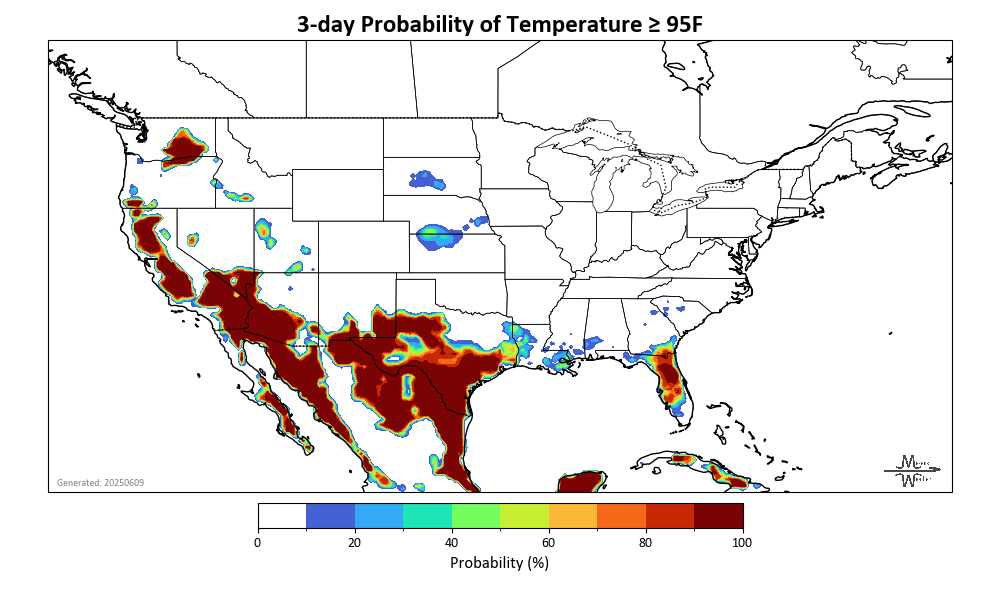 3-day Probability of Temperature ≥ 95F
Generated: 20250609
0 20 40 60 80 100
Probability (%)